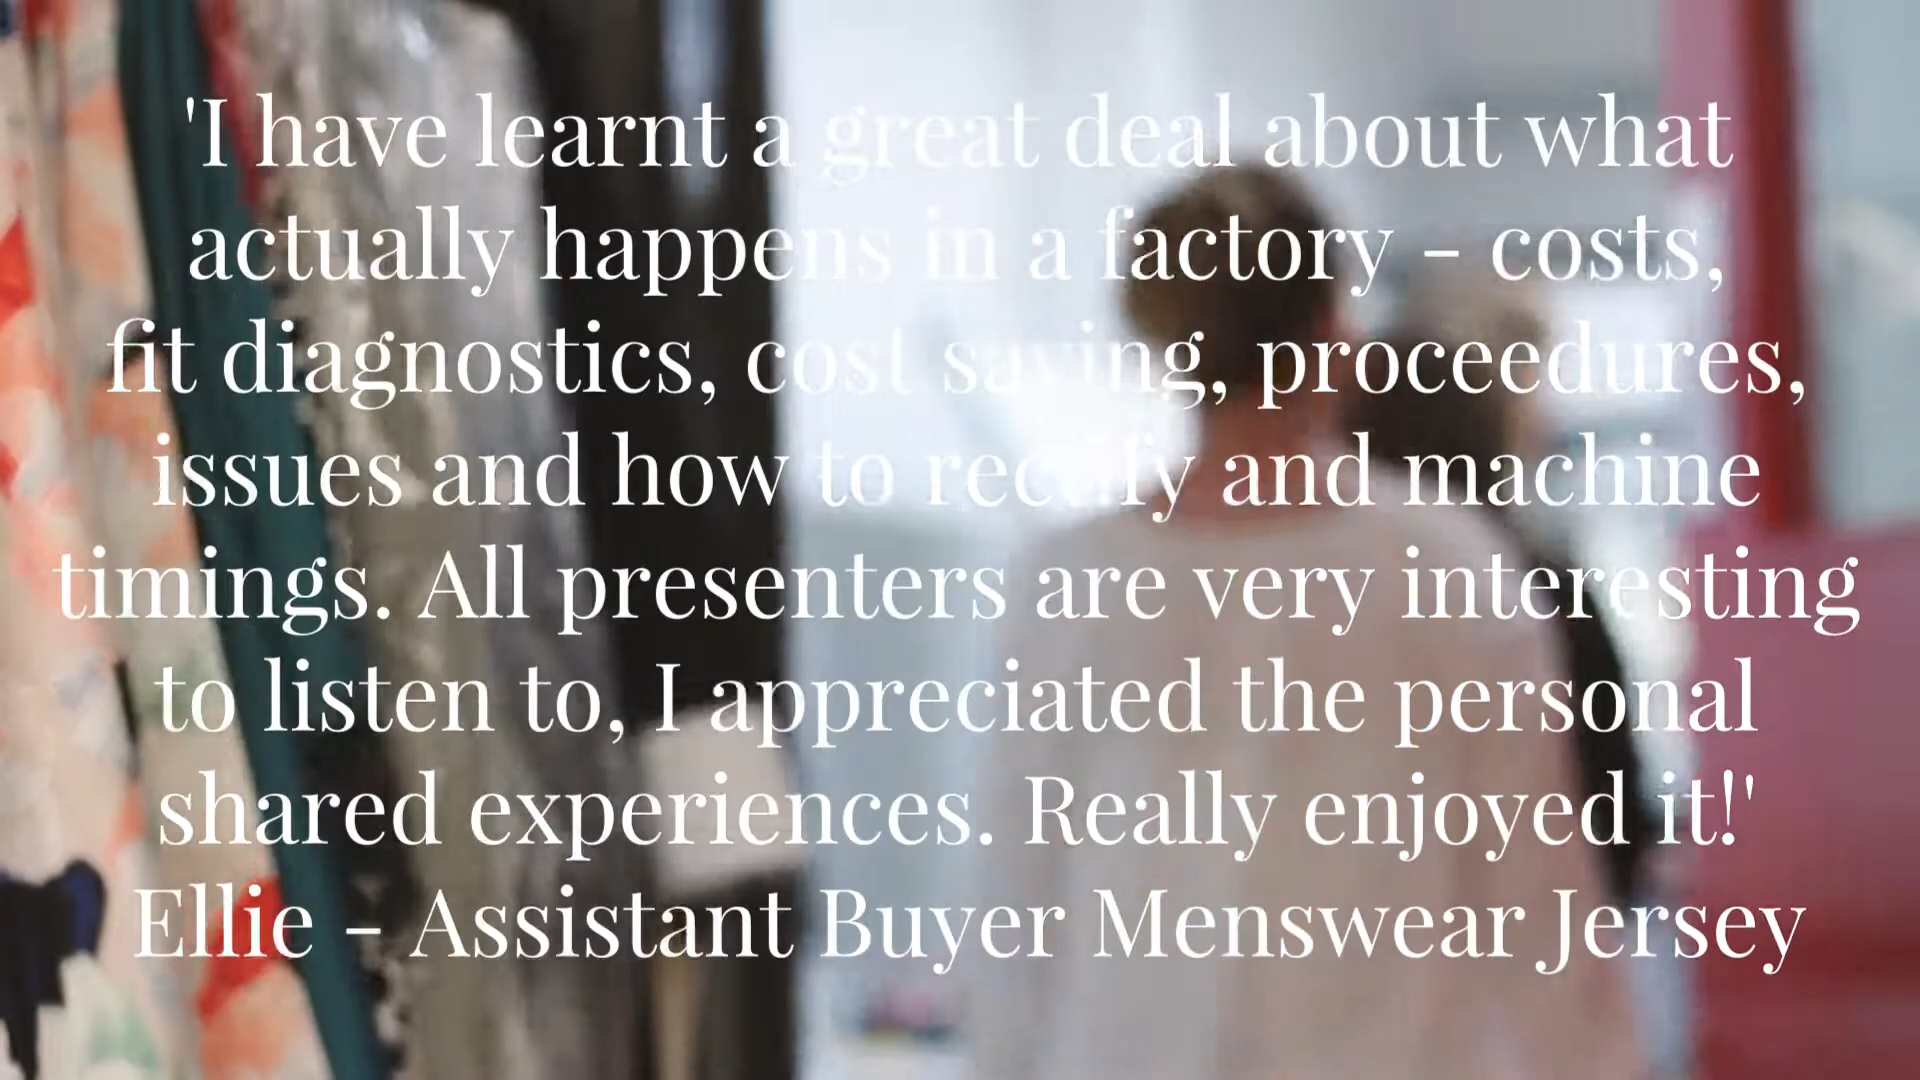 'I have learnt a great deal about what
actually happens in a factory - costs,
fit diagnostics, cost saving, proceedures,
issues and how to rectify and machine
timings. All presenters are very interesting
to listen to, I appreciated the personal
shared experiences. Really enjoyed it!'
Ellie - Assistant Buyer Menswear Jersey